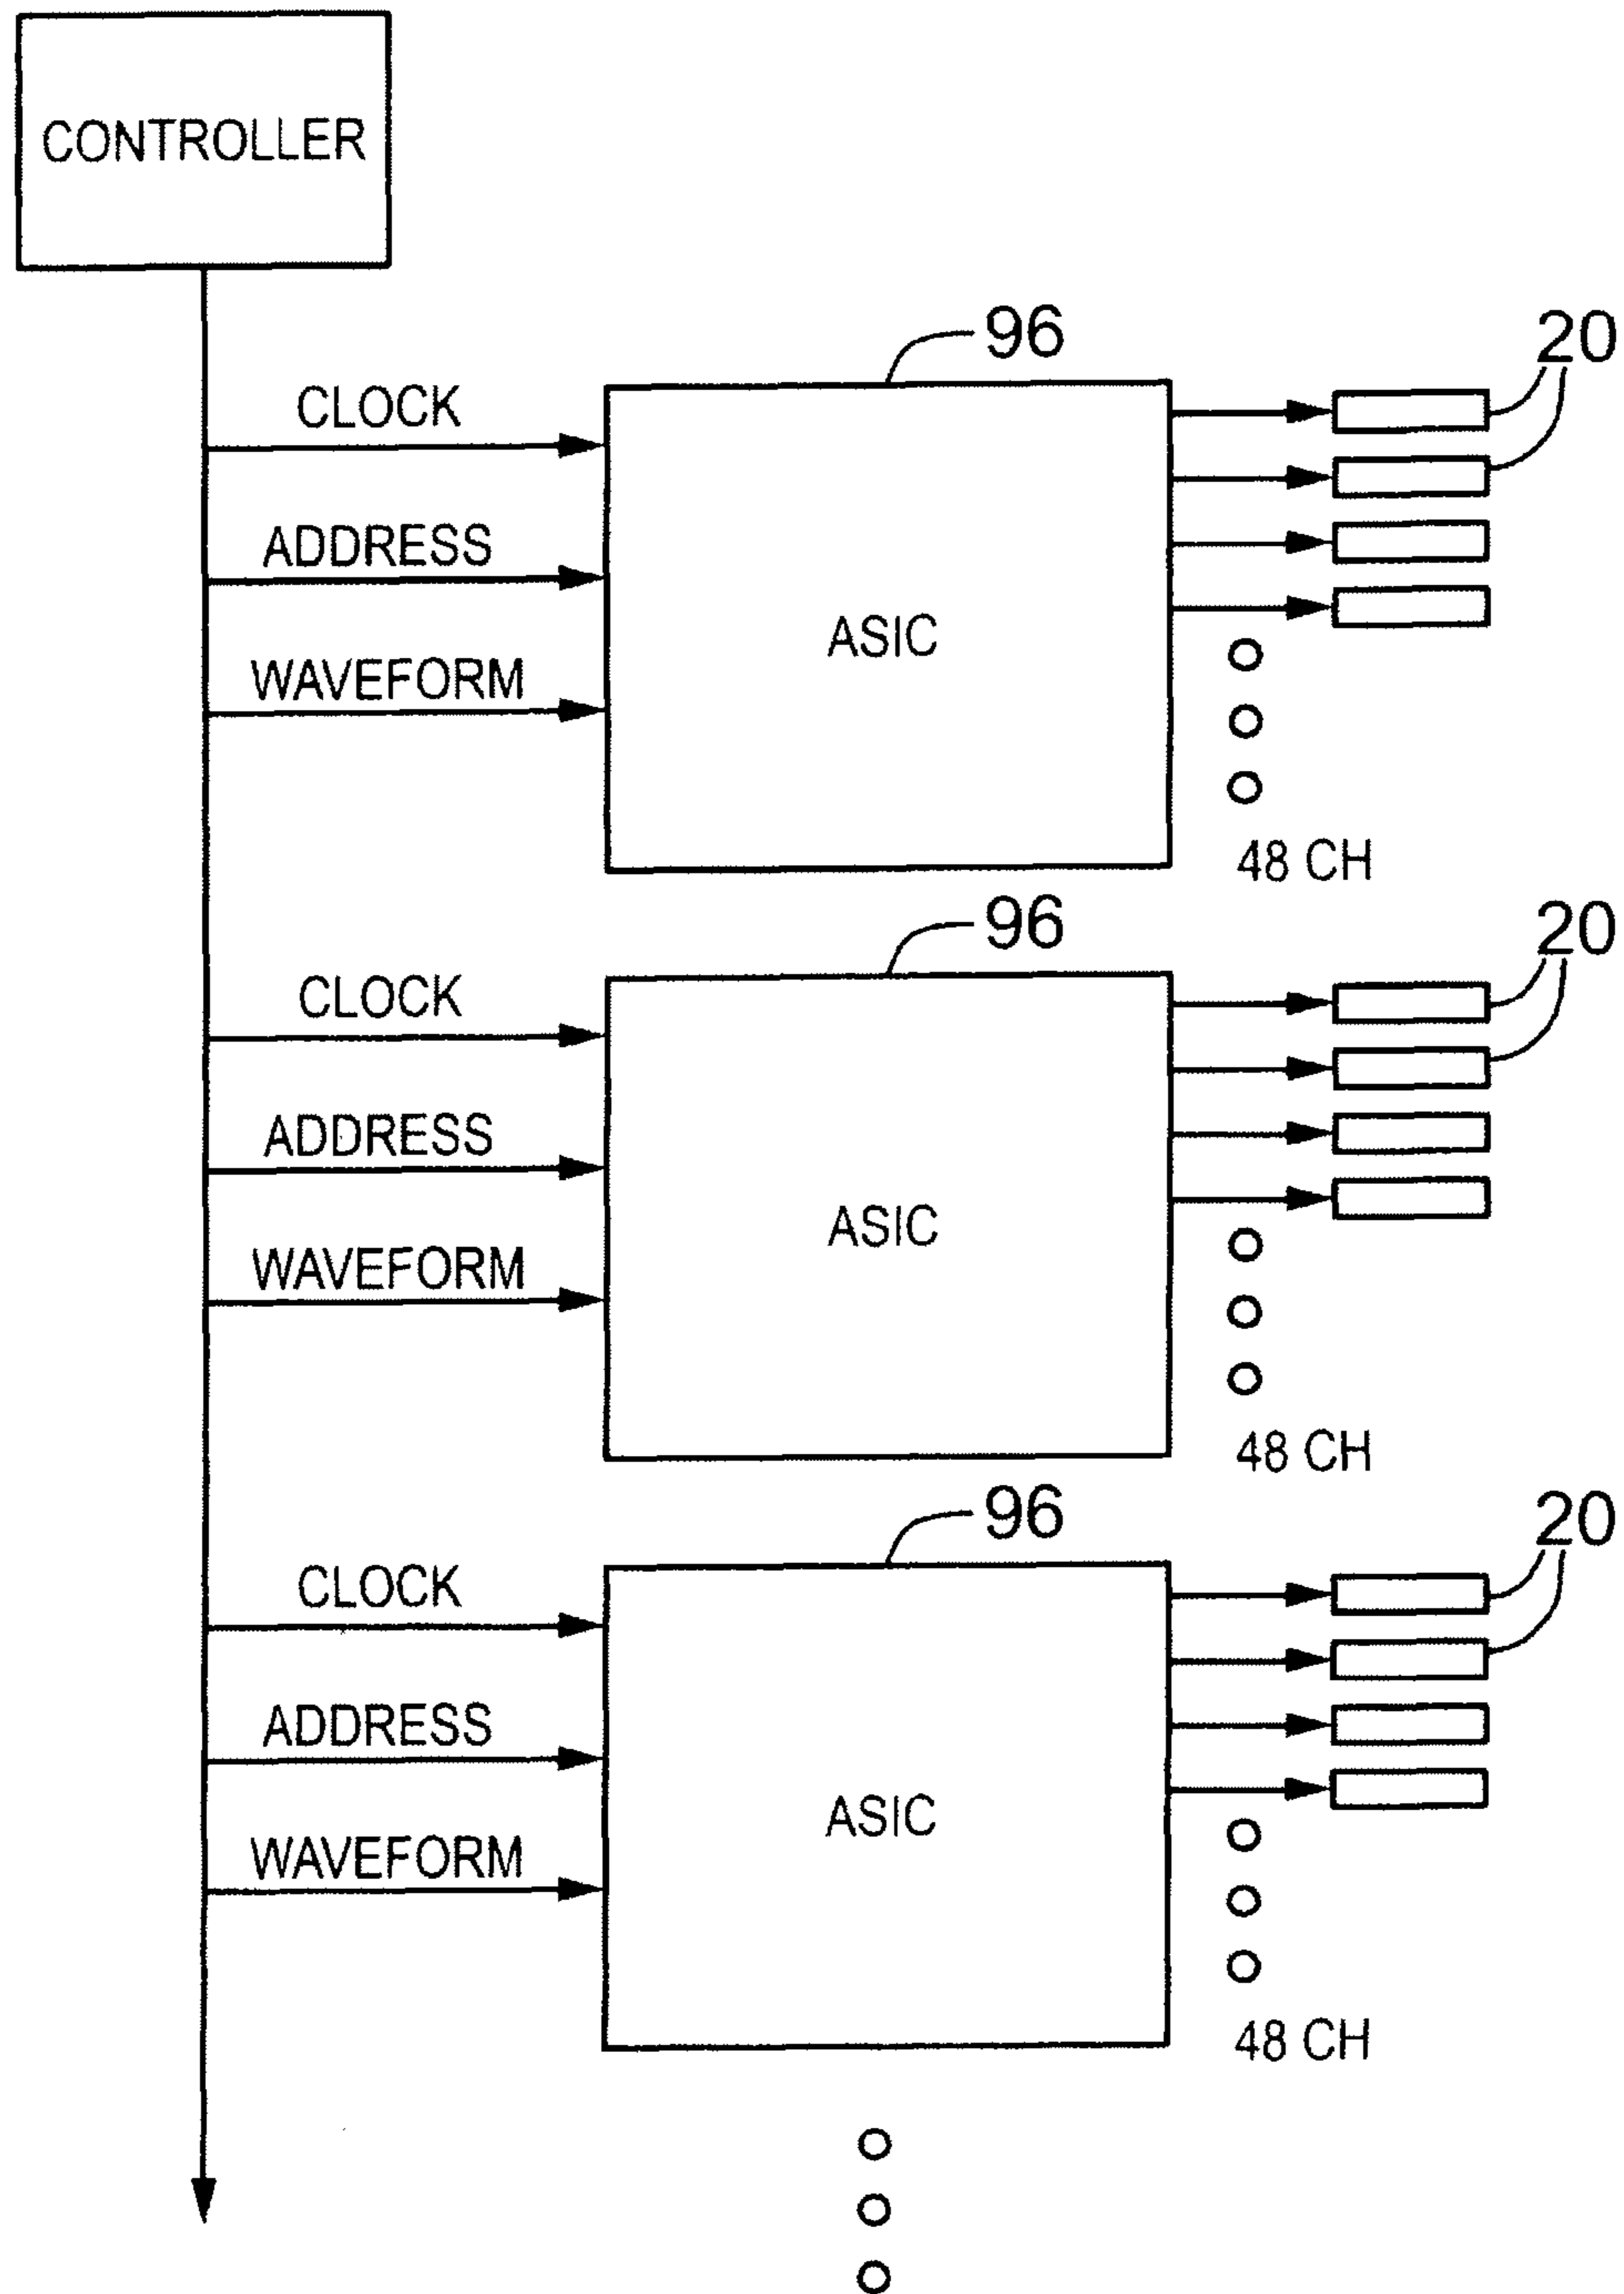 CONTROLLER
96
20
CLOCK
ADDRESS
ASIC
WAVEFORM
48 CH
96
20
CLOCK
ADDRESS
ASIC
WAVEFORM
48 CH
96
20
CLOCK
ADDRESS
ASIC
WAVEFORM
48 CH